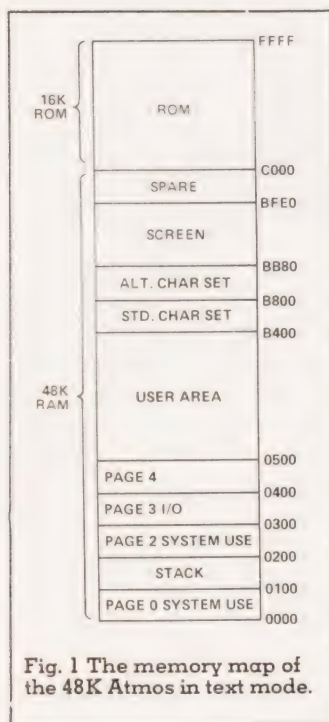 FFFF
16K
ROM
ROM
C000
SPARE
BFE0
SCREEN
BB80
ALT. CHAR SET
B800
STD. CHAR SET
B400
48K
RAM
USER AREA
0500
PAGE 4
0400
PAGE 3 I/O
0300
PAGE 2 SYSTEM USE
0200
STACK
0100
PAGE 0 SYSTEM USE
0000
Fig. 1 The memory map of
the 48K Atmos in text mode.